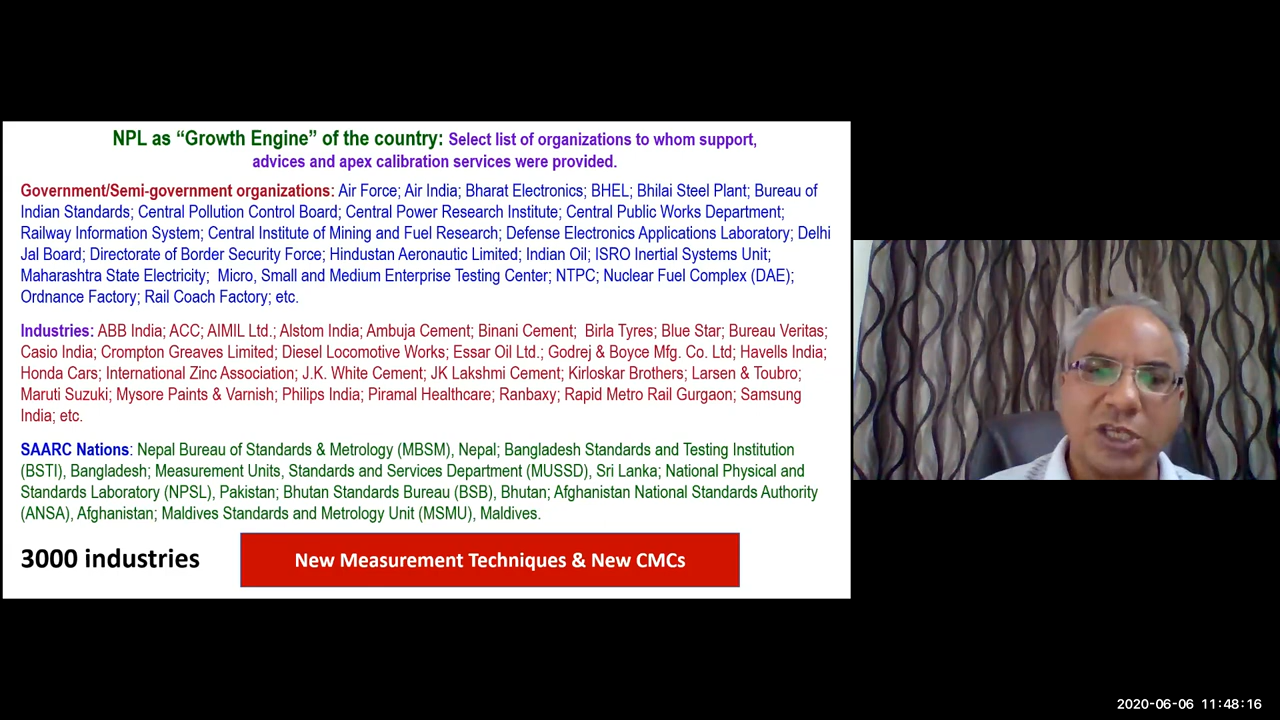 NPL as “Growth Engine” of the country: Select list of organizations to whom support,
advices and apex calibration services were provided.
Government/Semi-government organizations: Air Force; Air India; Bharat Electronics; BHEL; Bhilai Steel Plant; Bureau of
Indian Standards; Central Pollution Control Board; Central Power Research Institute; Central Public Works Department;
Railway Information System; Central Institute of Mining and Fuel Research; Defense Electronics Applications Laboratory; Delhi
Jal Board; Directorate of Border Security Force; Hindustan Aeronautic Limited; Indian Oil; ISRO Inertial Systems Unit;
Maharashtra State Electricity; Micro, Small and Medium Enterprise Testing Center; NTPC; Nuclear Fuel Complex (DAE);
Ordnance Factory; Rail Coach Factory; etc.
Industries: ABB India; ACC; AIMIL Ltd.; Alstom India; Ambuja Cement; Binani Cement; Birla Tyres; Blue Star; Bureau Veritas;
Casio India; Crompton Greaves Limited; Diesel Locomotive Works; Essar Oil Ltd.; Godrej & Boyce Mfg. Co. Ltd; Havells India;
Honda Cars; International Zinc Association; J.K. White Cement; JK Lakshmi Cement; Kirloskar Brothers; Larsen & Toubro;
Maruti Suzuki; Mysore Paints & Varnish; Philips India; Piramal Healthcare; Ranbaxy; Rapid Metro Rail Gurgaon; Samsung
India; etc.
SAARC Nations: Nepal Bureau of Standards & Metrology (MBSM), Nepal; Bangladesh Standards and Testing Institution
(BSTI), Bangladesh; Measurement Units, Standards and Services Department (MUSSD), Sri Lanka; National Physical and
Standards Laboratory (NPSL), Pakistan; Bhutan Standards Bureau (BSB), Bhutan; Afghanistan National Standards Authority
(ANSA), Afghanistan; Maldives Standards and Metrology Unit (MSMU), Maldives.
3000 industries
New Measurement Techniques & New CMCs
2020-06-06 11:48:16